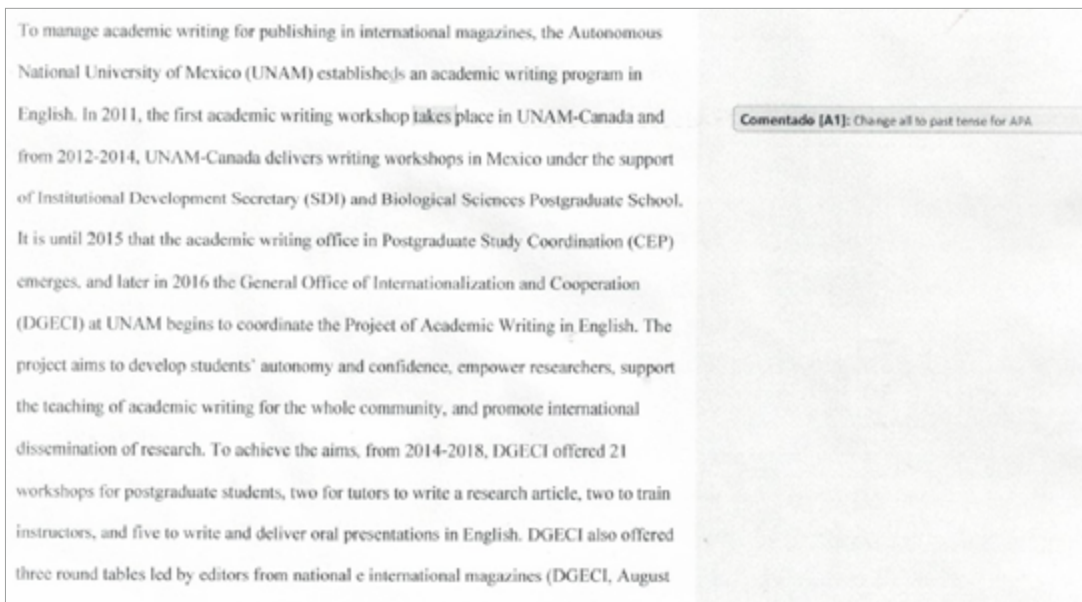 To manage academic writing for publishing in international magazines, the Autonomous
National University of Mexico (UNAM) establisheds an academic writing program in
English. In 2011, the first academic writing workshop takes place in UNAM-Canada and
Comentado [A1]: Change all to past tense for APA
from 2012-2014, UNAM-Canada delivers writing workshops in Mexico under the support
of Institutional Development Secretary (SDI) and Biological Sciences Postgraduate School.
It is until 2015 that the academic writing office in Postgraduate Study Coordination (CEP)
emerges, and later in 2016 the General Office of Internationalization and Cooperation
(DGECI) at UNAM begins to coordinate the Project of Academic Writing in English. The
project aims to develop students' autonomy and confidence, empower researchers, support
the teaching of academic writing for the whole community, and promote international
dissemination of research. To achieve the aims, from 2014-2018, DGECI offered 21
workshops for postgraduate students, two for tutors to write a research article, two to train
instructors, and five to write and deliver oral presentations in English. DGECI also offered
three round tables led by editors from national e international magazines (DGECI, August